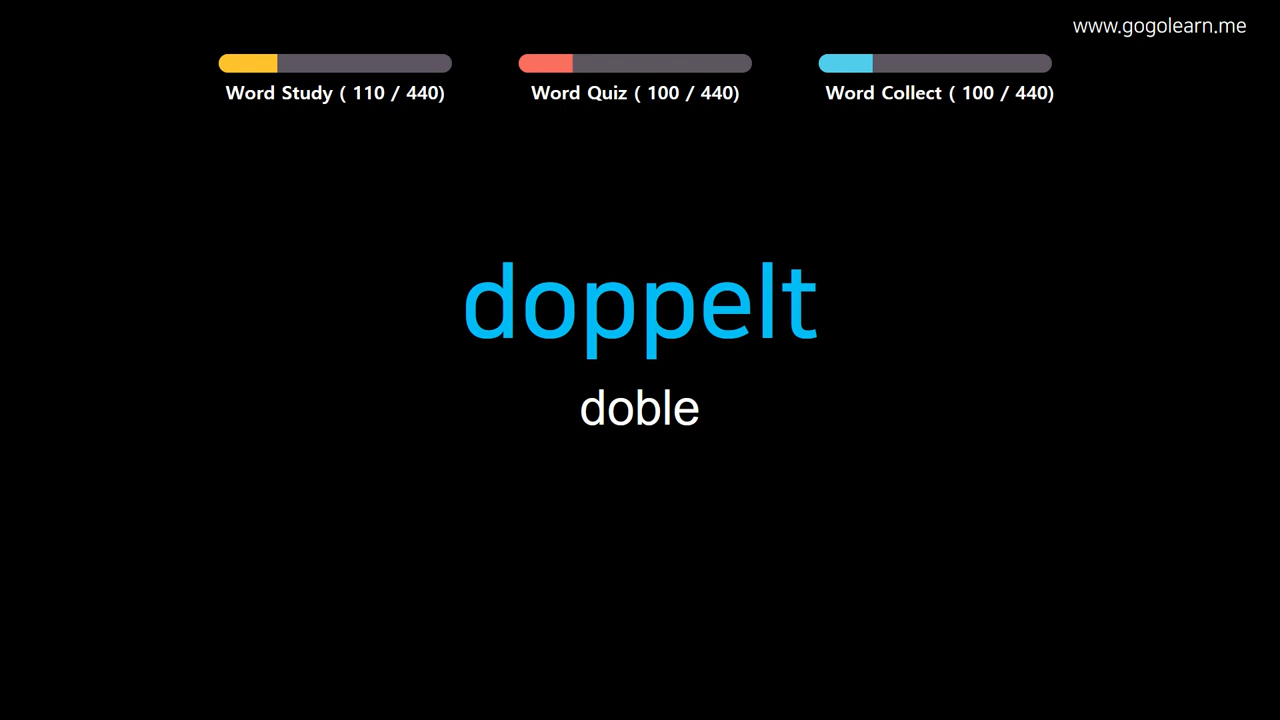 www.gogolearn.me
Word Study ( 110 / 440)
Word Quiz ( 100 / 440)
Word Collect ( 100 / 440)
doppelt
doble